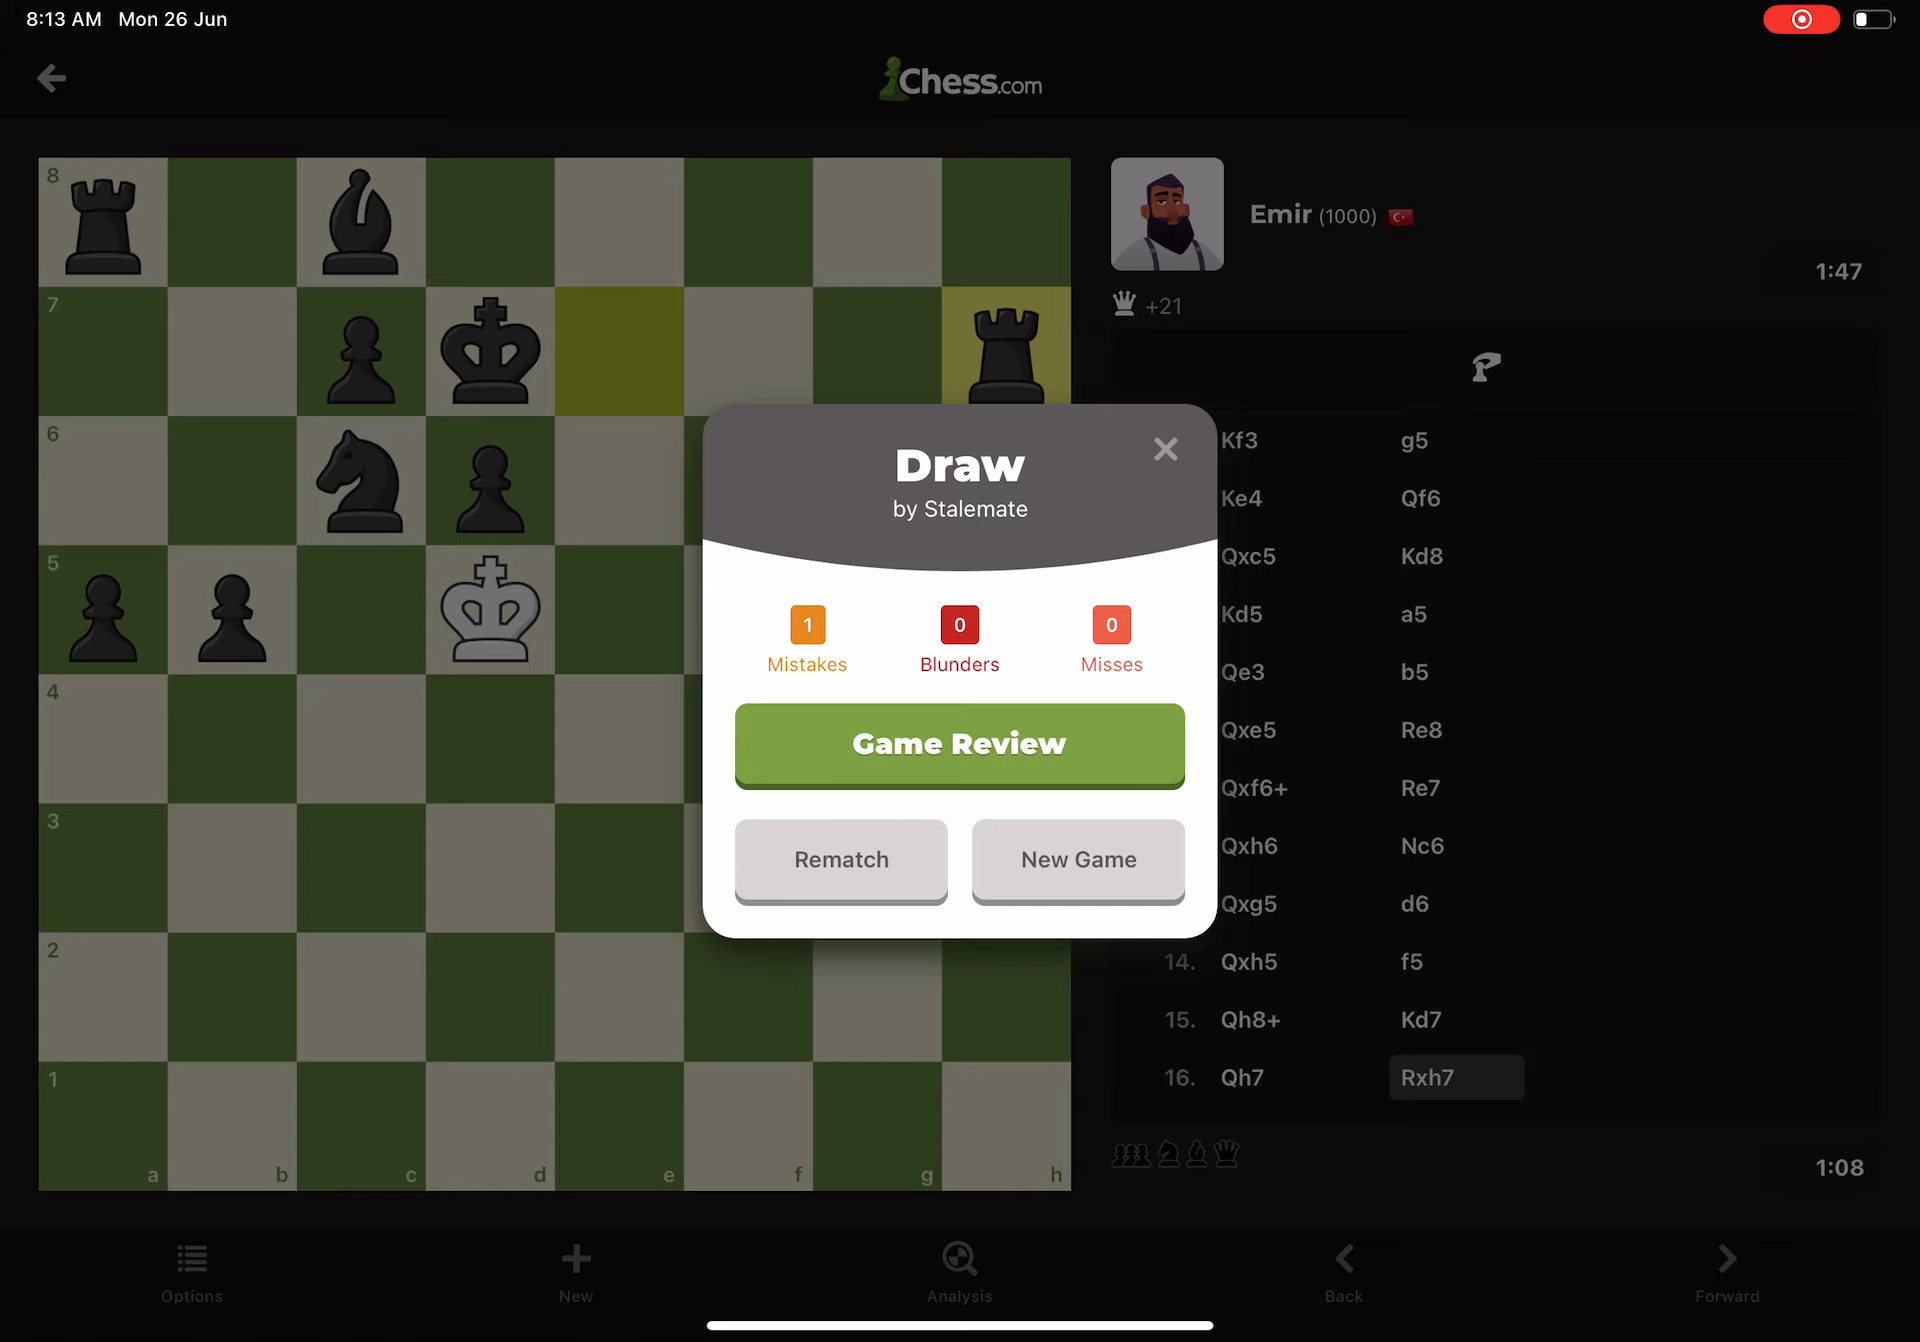 8:13 AM Mon 26 Jun
Chess.com
Emir (1000)
1:47
+21
8
7
6
5
4
3
2
1
a b c d e f g h
Draw
by Stalemate
1 0 0
Mistakes Blunders Misses
Game Review
Rematch New Game
Kf3 g5
Ke4 Qf6
Qxc5 Kd8
Kd5 a5
Qe3 b5
Qxe5 Re8
Qxf6+ Re7
Qxh6 Nc6
Qxg5 d6
14. Qxh5 f5
15. Qh8+ Kd7
16. Qh7 Rxh7
1:08
Options New Analysis Back Forward